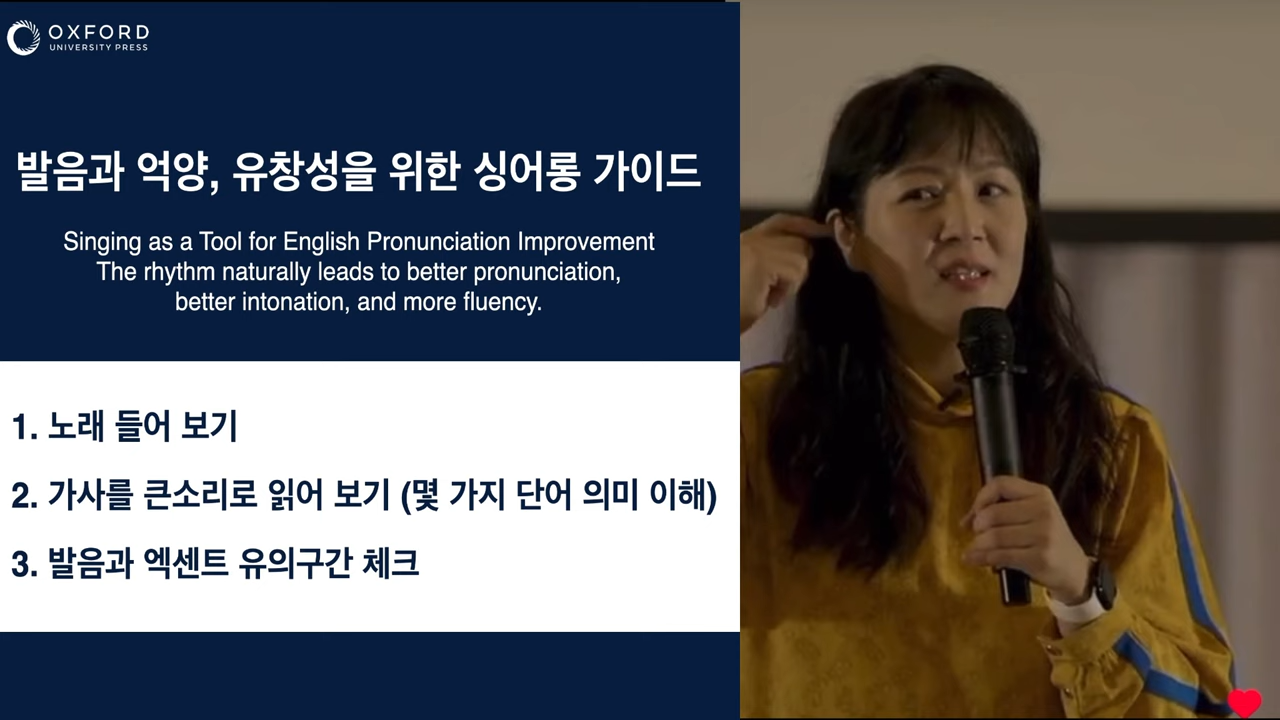 OXFORD
UNIVERSITY PRESS
발음과 억양, 유창성을 위한 싱어롱 가이드
Singing as a Tool for English Pronunciation Improvement
The rhythm naturally leads to better pronunciation,
better intonation, and more fluency.
1. 노래 들어 보기
2. 가사를 큰소리로 읽어 보기 (몇 가지 단어 의미 이해)
3. 발음과 엑센트 유의구간 체크